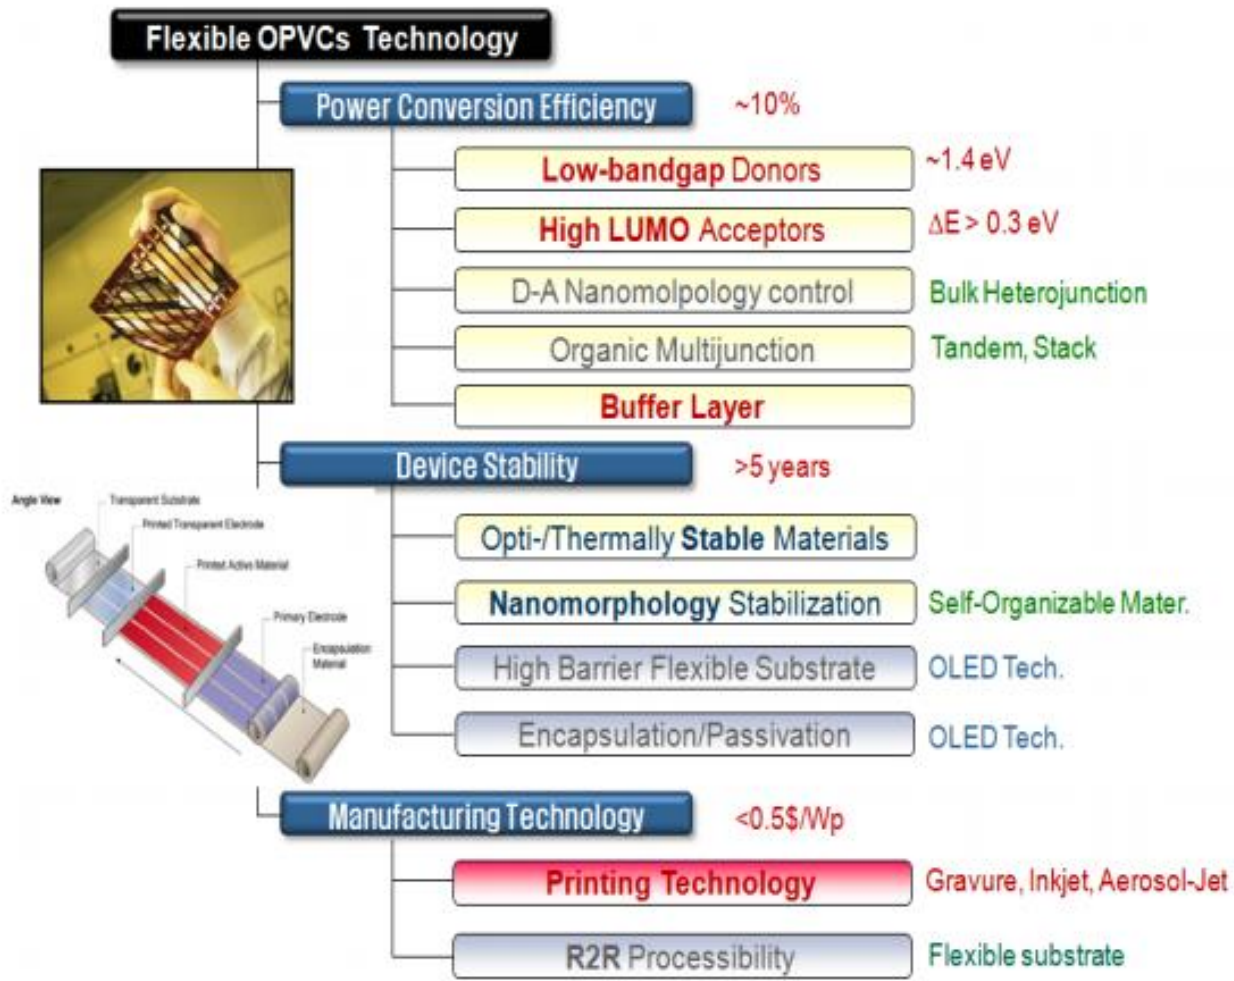 Flexible OPVCs Technology
Power Conversion Efficiency ~10%
Low-bandgap Donors ~1.4 eV
High LUMO Acceptors ΔE > 0.3 eV
D-A Nanomolpology control Bulk Heterojunction
Organic Multijunction Tandem, Stack
Buffer Layer
Device Stability >5 years
Angle View
Transparent Substrate
Printed Transparent Electrode
Printed Active Material
Primary Electrode
Encapsulation
Material
Opti-/Thermally Stable Materials
Nanomorphology Stabilization Self-Organizable Mater.
High Barrier Flexible Substrate OLED Tech.
Encapsulation/Passivation OLED Tech.
Manufacturing Technology <0.5$/Wp
Printing Technology Gravure, Inkjet, Aerosol-Jet
R2R Processibility Flexible substrate